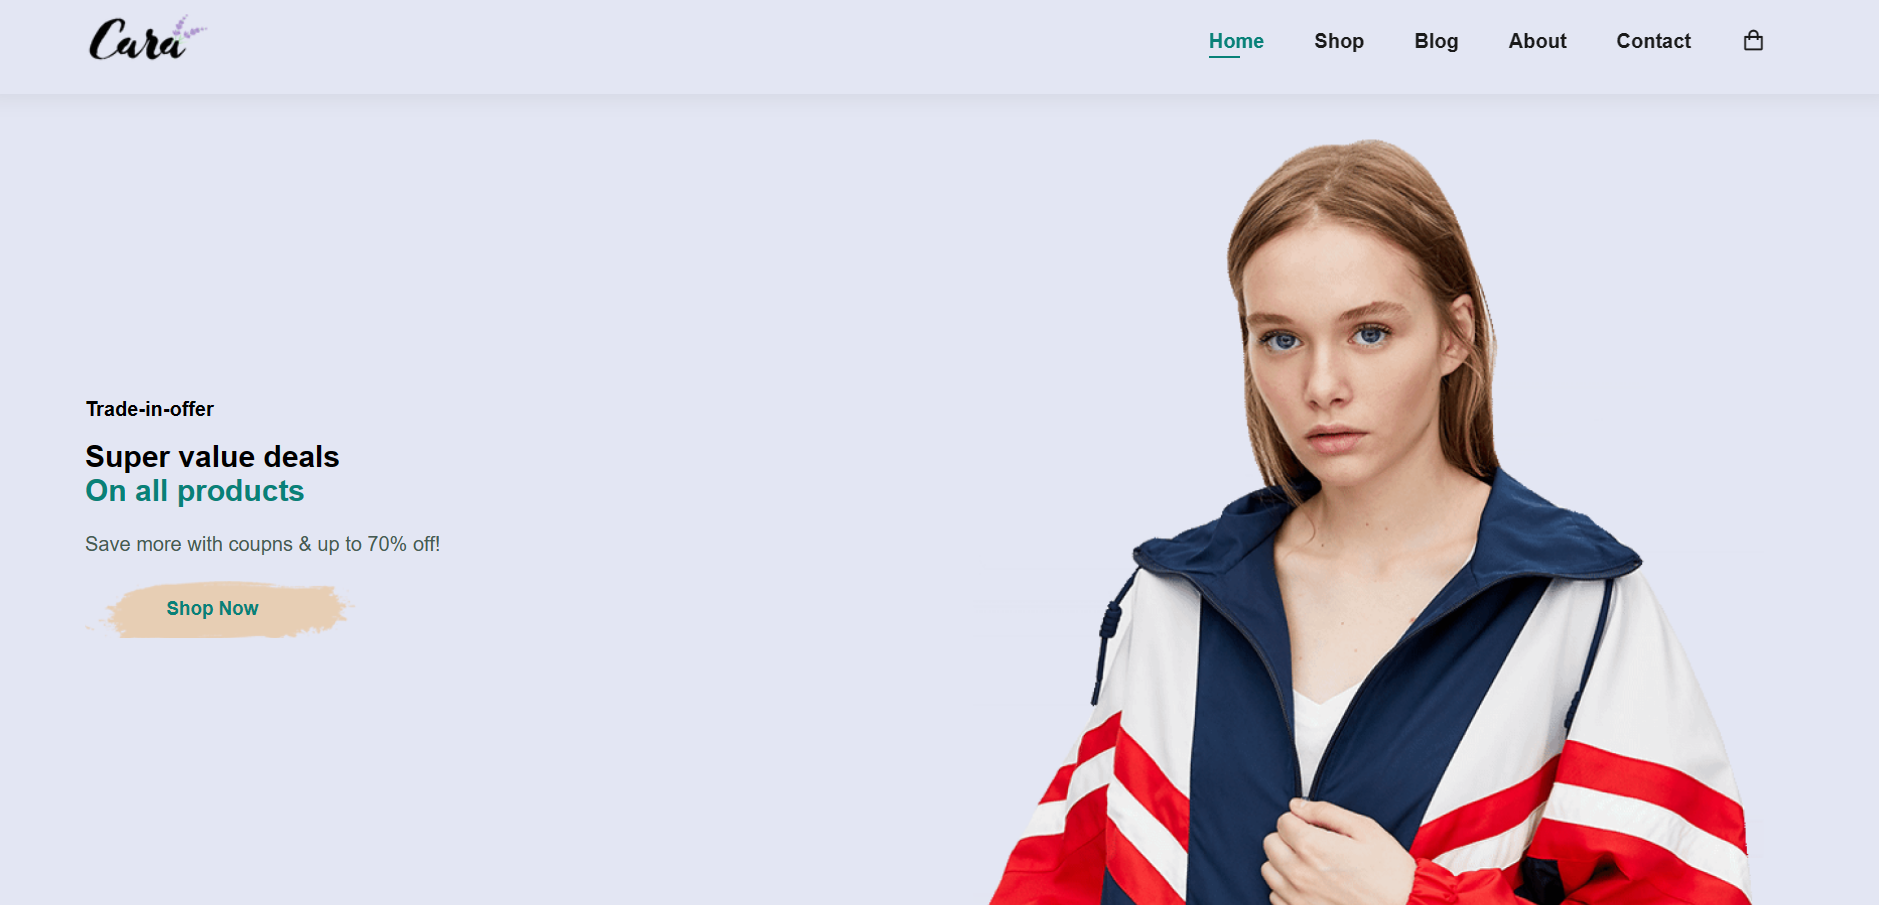 Cara
Home Shop Blog About Contact
Trade-in-offer
Super value deals
On all products
Save more with coupns & up to 70% off!
Shop Now